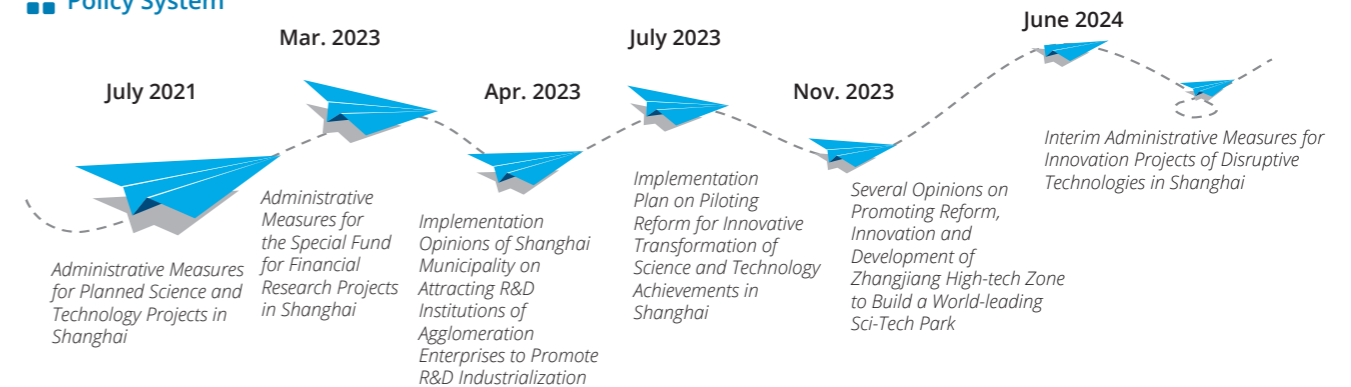 Policy System
July 2021
Administrative Measures
for Planned Science and
Technology Projects in
Shanghai
Mar. 2023
Administrative
Measures for
the Special Fund
for Financial
Research Projects
in Shanghai
Apr. 2023
Implementation
Opinions of Shanghai
Municipality on
Attracting R&D
Institutions of
Agglomeration
Enterprises to Promote
R&D Industrialization
July 2023
Implementation
Plan on Piloting
Reform for Innovative
Transformation of
Science and Technology
Achievements in
Shanghai
Nov. 2023
Several Opinions on
Promoting Reform,
Innovation and
Development of
Zhangjiang High-tech Zone
to Build a World-leading
Sci-Tech Park
June 2024
Interim Administrative Measures for
Innovation Projects of Disruptive
Technologies in Shanghai